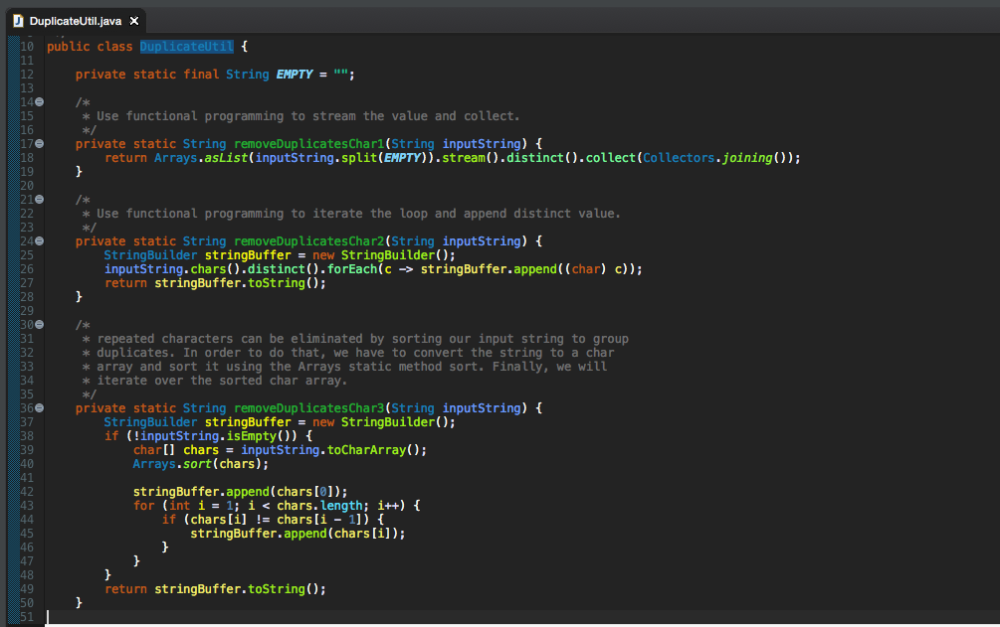 DuplicateUtil.java
10 public class DuplicateUtil {
11
12     private static final String EMPTY = "";
13
14     /*
15      * Use functional programming to stream the value and collect.
16      */
17     private static String removeDuplicatesChar1(String inputString) {
18         return Arrays.asList(inputString.split(EMPTY)).stream().distinct().collect(Collectors.joining());
19     }
20
21     /*
22      * Use functional programming to iterate the loop and append distinct value.
23      */
24     private static String removeDuplicatesChar2(String inputString) {
25         StringBuilder stringBuffer = new StringBuilder();
26         inputString.chars().distinct().forEach(c -> stringBuffer.append((char) c));
27         return stringBuffer.toString();
28     }
29
30     /*
31      * repeated characters can be eliminated by sorting our input string to group
32      * duplicates. In order to do that, we have to convert the string to a char
33      * array and sort it using the Arrays static method sort. Finally, we will
34      * iterate over the sorted char array.
35      */
36     private static String removeDuplicatesChar3(String inputString) {
37         StringBuilder stringBuffer = new StringBuilder();
38         if (!inputString.isEmpty()) {
39             char[] chars = inputString.toCharArray();
40             Arrays.sort(chars);
41
42             stringBuffer.append(chars[0]);
43             for (int i = 1; i < chars.length; i++) {
44                 if (chars[i] != chars[i - 1]) {
45                     stringBuffer.append(chars[i]);
46                 }
47             }
48         }
49         return stringBuffer.toString();
50     }
51